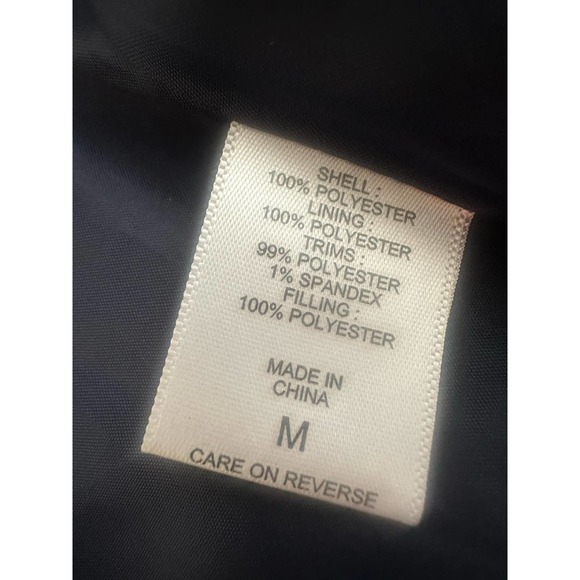 SHELL :
100% POLYESTER
LINING :
100% POLYESTER
TRIMS :
99% POLYESTER
1% SPANDEX
FILLING :
100% POLYESTER
MADE IN
CHINA
M
CARE ON REVERSE